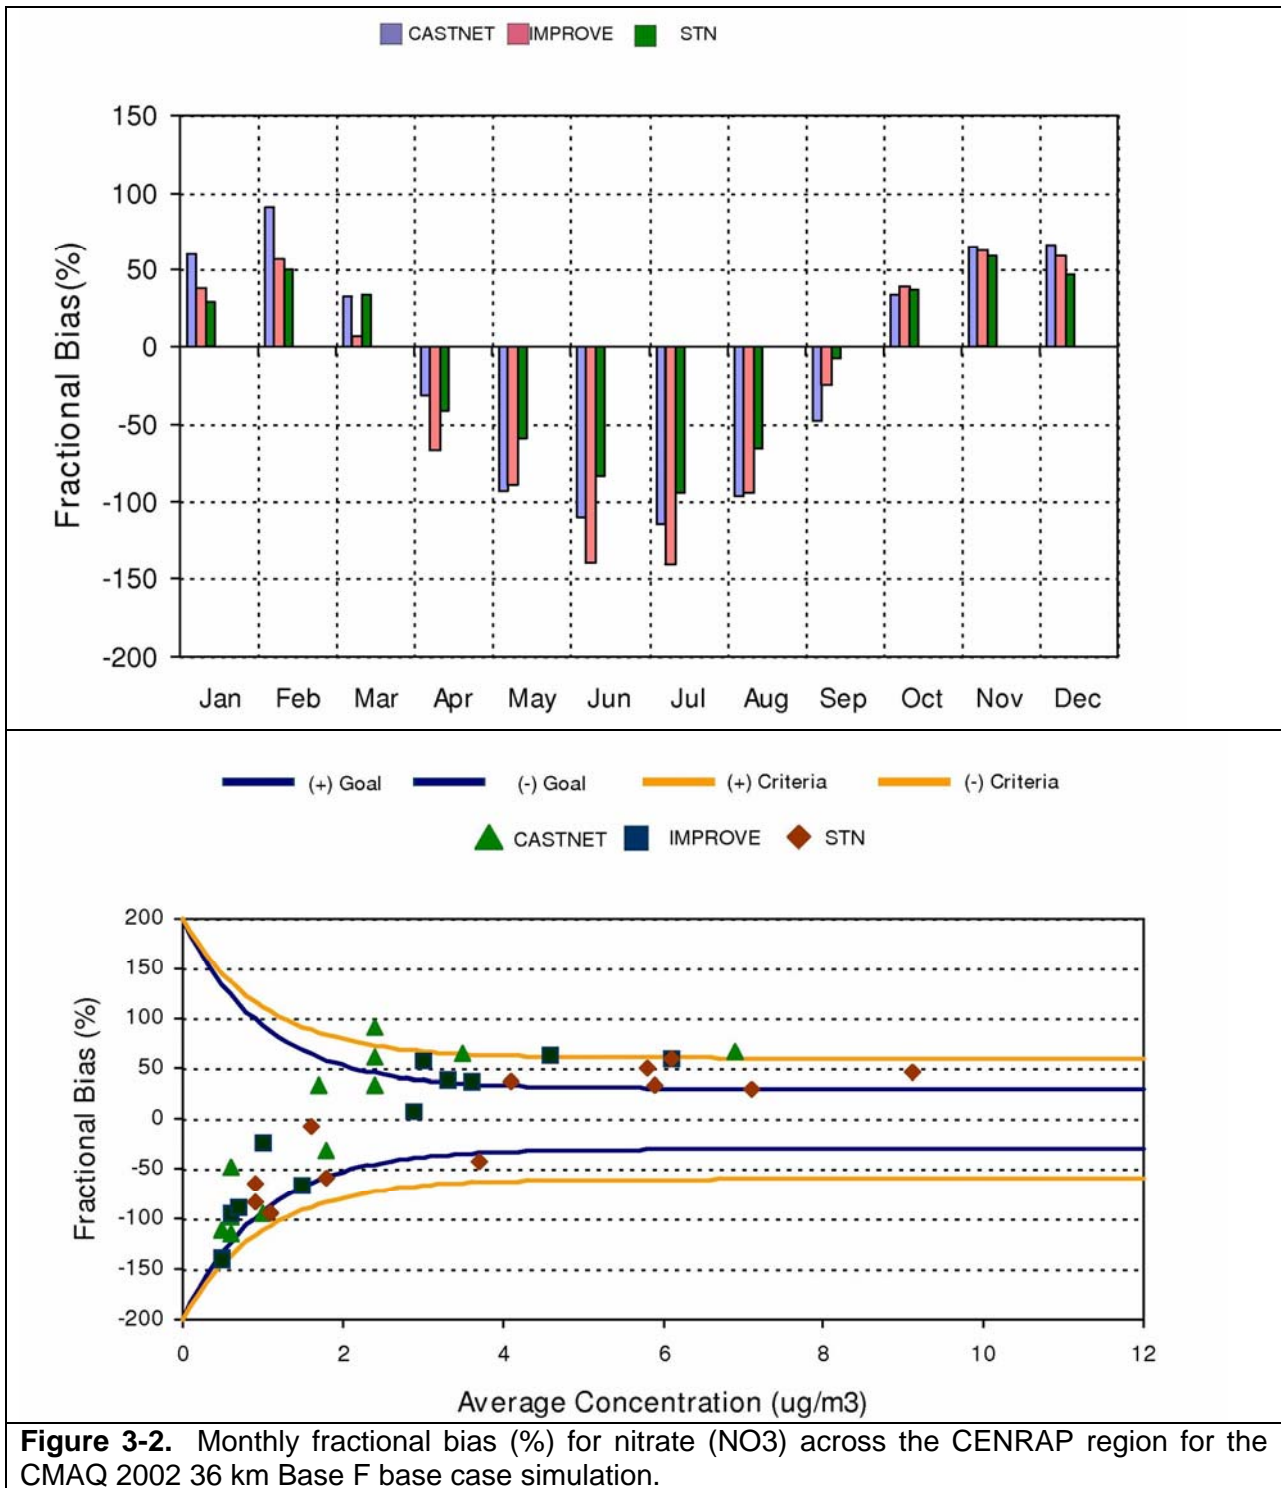 CASTNET IMPROVE STN
150
100
50
0
-50
-100
-150
-200
Fractional Bias(%)
Jan Feb Mar Apr May Jun Jul Aug Sep Oct Nov Dec
(+) Goal (-) Goal (+) Criteria (-) Criteria
CASTNET IMPROVE STN
200
150
100
50
0
-50
-100
-150
-200
Fractional Bias (%)
0 2 4 6 8 10 12
Average Concentration (ug/m3)
Figure 3-2. Monthly fractional bias (%) for nitrate (NO3) across the CENRAP region for the
CMAQ 2002 36 km Base F base case simulation.